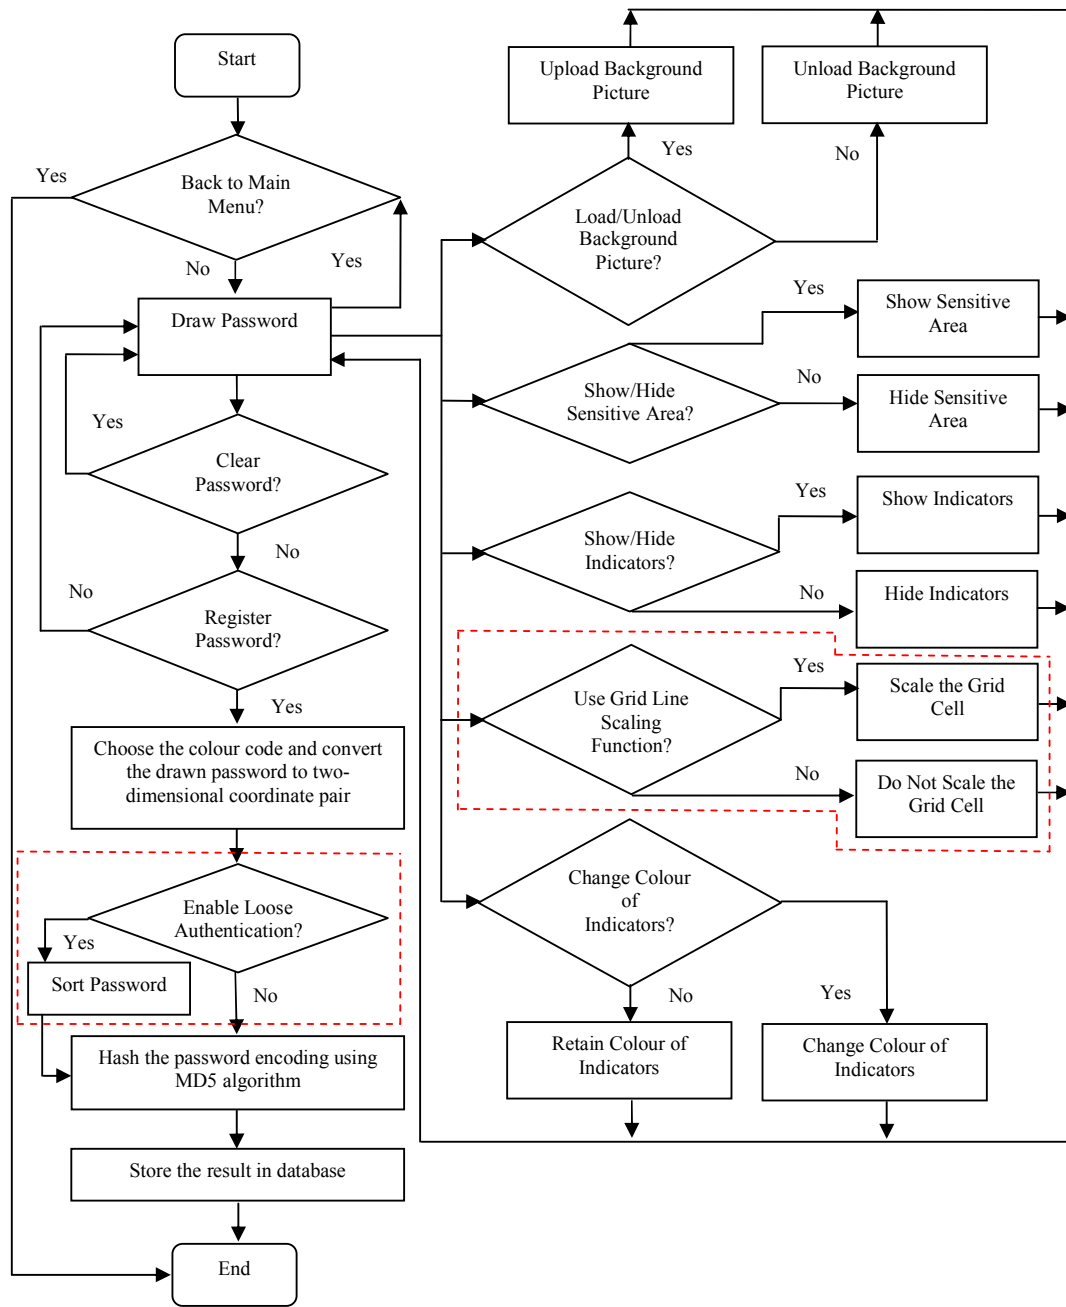 Start
Yes
Back to Main
Menu?
No
Yes
Draw Password
Yes
Clear
Password?
No
No
Register
Password?
Yes
Choose the colour code and convert
the drawn password to two-
dimensional coordinate pair
Enable Loose
Authentication?
Yes
Sort Password
No
Hash the password encoding using
MD5 algorithm
Store the result in database
End
Upload Background
Picture
Unload Background
Picture
Yes
No
Load/Unload
Background
Picture?
Yes
Show Sensitive
Area
Show/Hide
Sensitive Area?
No
Hide Sensitive
Area
Yes
Show Indicators
Show/Hide
Indicators?
No
Hide Indicators
Yes
Scale the Grid
Cell
Use Grid Line
Scaling
Function?
No
Do Not Scale the
Grid Cell
Change Colour
of
Indicators?
No
Yes
Retain Colour of
Indicators
Change Colour of
Indicators